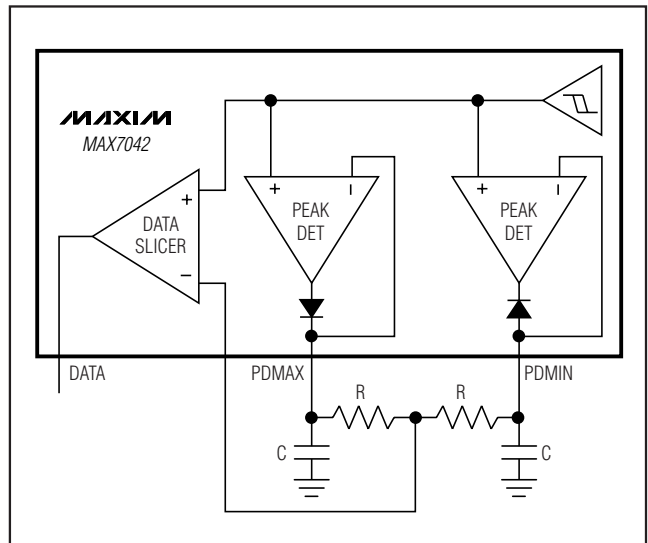 MAXIM
MAX7042
DATA
SLICER
+
−
PEAK
DET
+
−
PEAK
DET
+
−
DATA
PDMAX
PDMIN
R
R
C
C